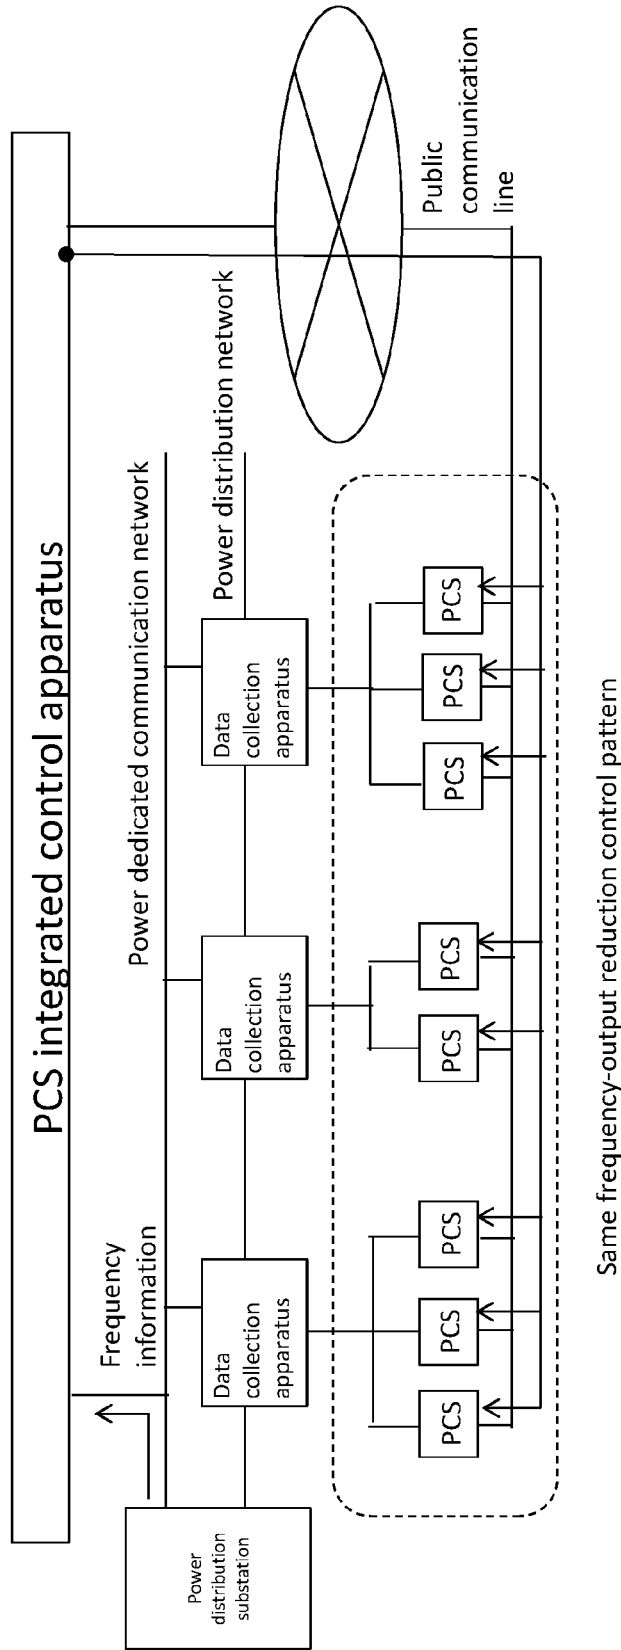 PCS integrated control apparatus
Frequency
information
Power dedicated communication network
Power distribution network
Power
distribution
substation
Data
collection
apparatus
Data
collection
apparatus
Data
collection
apparatus
Public
communication
line
PCS
PCS
PCS
PCS
PCS
PCS
PCS
PCS
Same frequency-output reduction control pattern